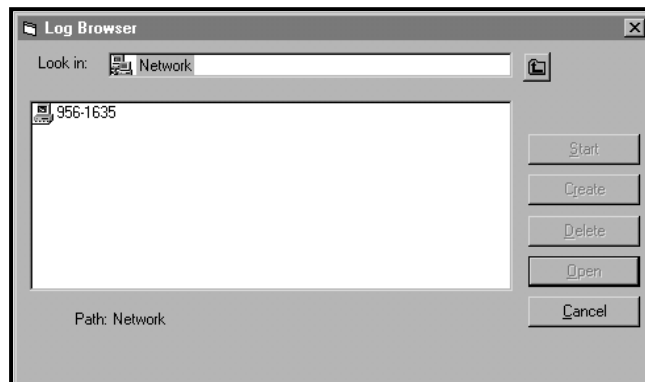 Log Browser
Look in: Network
956-1635
Start
Create
Delete
Open
Cancel
Path: Network